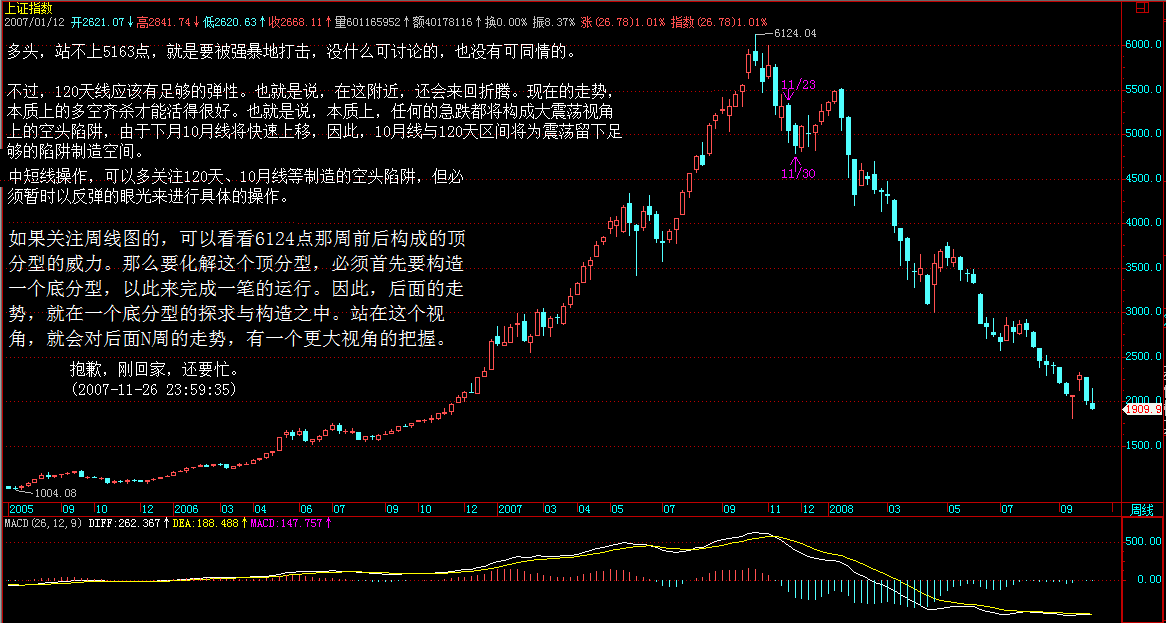 上证指数
2007/01/12 开2621.07↓高2841.74↓低2620.63↑收2668.11↑量601165952↑额40178116↑换0.00% 振8.37% 涨(26.78)1.01% 指数(26.78)1.01%
6124.04
多头，站不上5163点，就是要被强暴地打击，没什么可讨论的，也没有可同情的。
不过，120天线应该有足够的弹性。也就是说，在这附近，还会来回折腾。现在的走势，
本质上的多空齐杀才能活得很好。也就是说，本质上，任何的急跌都将构成大震荡视角
上的空头陷阱，由于下月10月线将快速上移，因此，10月线与120天区间将为震荡留下足
够的陷阱制造空间。
中短线操作，可以多关注120天、10月线等制造的空头陷阱，但必
须暂时以反弹的眼光来进行具体的操作。
如果关注周线图的，可以看看6124点那周前后构成的顶
分型的威力。那么要化解这个顶分型，必须首先要构造
一个底分型，以此来完成一笔的运行。因此，后面的走
势，就在一个底分型的探求与构造之中。站在这个视
角，就会对后面N周的走势，有一个更大视角的把握。
抱歉，刚回家，还要忙。
(2007-11-26 23:59:35)
11/23
11/30
6000.0
5500.0
5000.0
4500.0
4000.0
3500.0
3000.0
2500.0
2000.0
1909.9
1500.0
1004.08
2005 09 10 12 2006 03 04 06 07 09 10 12 2007 03 04 05 07 09 11 12 2008 03 05 07 09 周线
MACD(26,12,9) DIFF:262.367↑DEA:188.488↑MACD:147.757↑
500.00
0.00